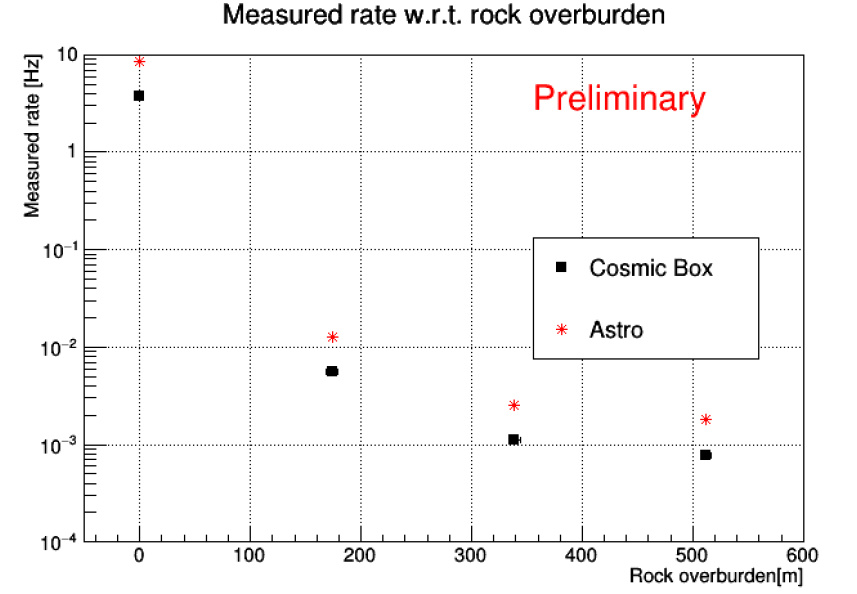 Measured rate w.r.t. rock overburden
Measured rate [Hz]
10
1
10⁻¹
10⁻²
10⁻³
10⁻⁴
Preliminary
Cosmic Box
Astro
0 100 200 300 400 500 600
Rock overburden[m]